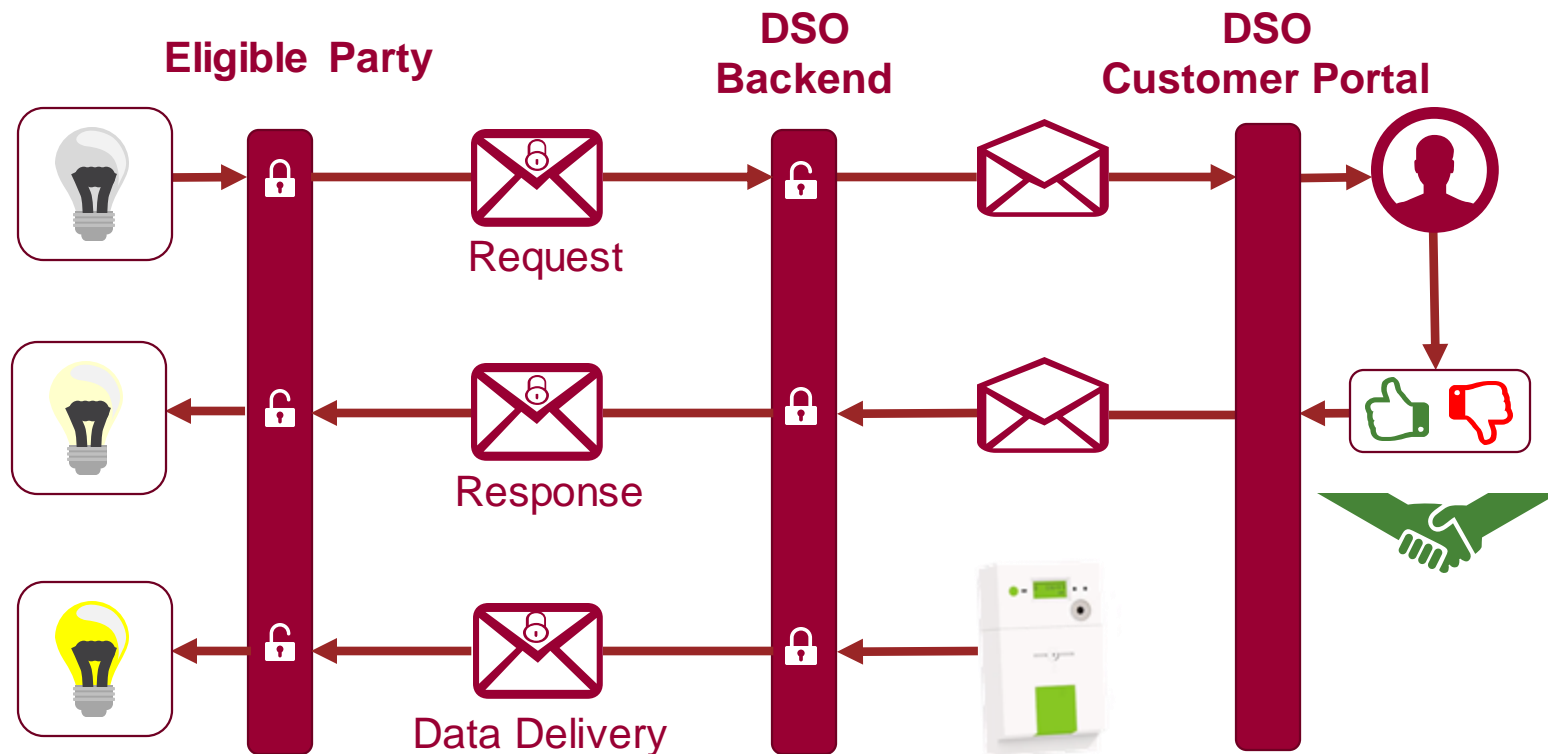 Eligible Party
DSO
Backend
DSO
Customer Portal
Request
Response
Data Delivery